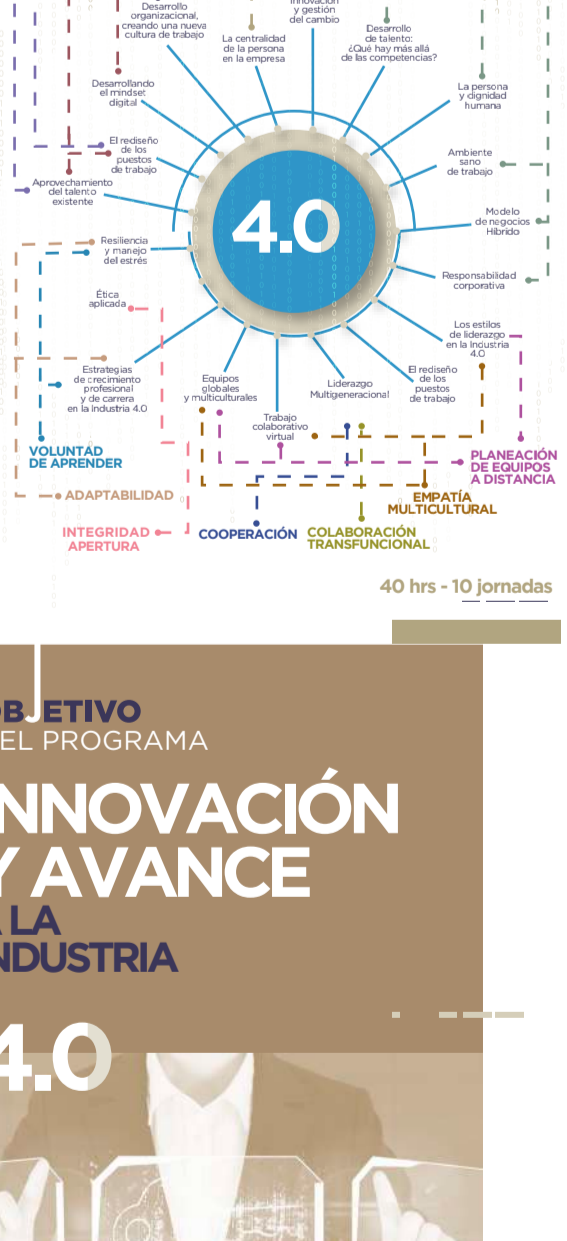 Desarrollo
organizacional,
creando una nueva
cultura de trabajo
La centralidad
de la persona
en la empresa
Innovación
y gestión
del cambio
Desarrollo
de talento:
¿Qué hay más allá
de las competencias?
Desarrollando
el mindset
digital
La persona
y dignidad
humana
El rediseño
de los
puestos
de trabajo
Ambiente
sano
de trabajo
Aprovechamiento
del talento
existente
4.0
Modelo
de negocios
Híbrido
Resiliencia
y manejo
del estrés
Responsabilidad
corporativa
Ética
aplicada
Los estilos
de liderazgo
en la Industria
4.0
Estrategias
de crecimiento
profesional
y de carrera
en la Industria 4.0
Equipos
globales
y multiculturales
Trabajo
colaborativo
virtual
Liderazgo
Multigeneracional
El rediseño
de los
puestos
de trabajo
VOLUNTAD
DE APRENDER
PLANEACIÓN
DE EQUIPOS
A DISTANCIA
ADAPTABILIDAD
EMPATÍA
MULTICULTURAL
INTEGRIDAD
APERTURA
COOPERACIÓN
COLABORACIÓN
TRANSFUNCIONAL
40 hrs - 10 jornadas
BJETIVO
EL PROGRAMA
INNOVACIÓN
Y AVANCE
A LA
INDUSTRIA
4.0